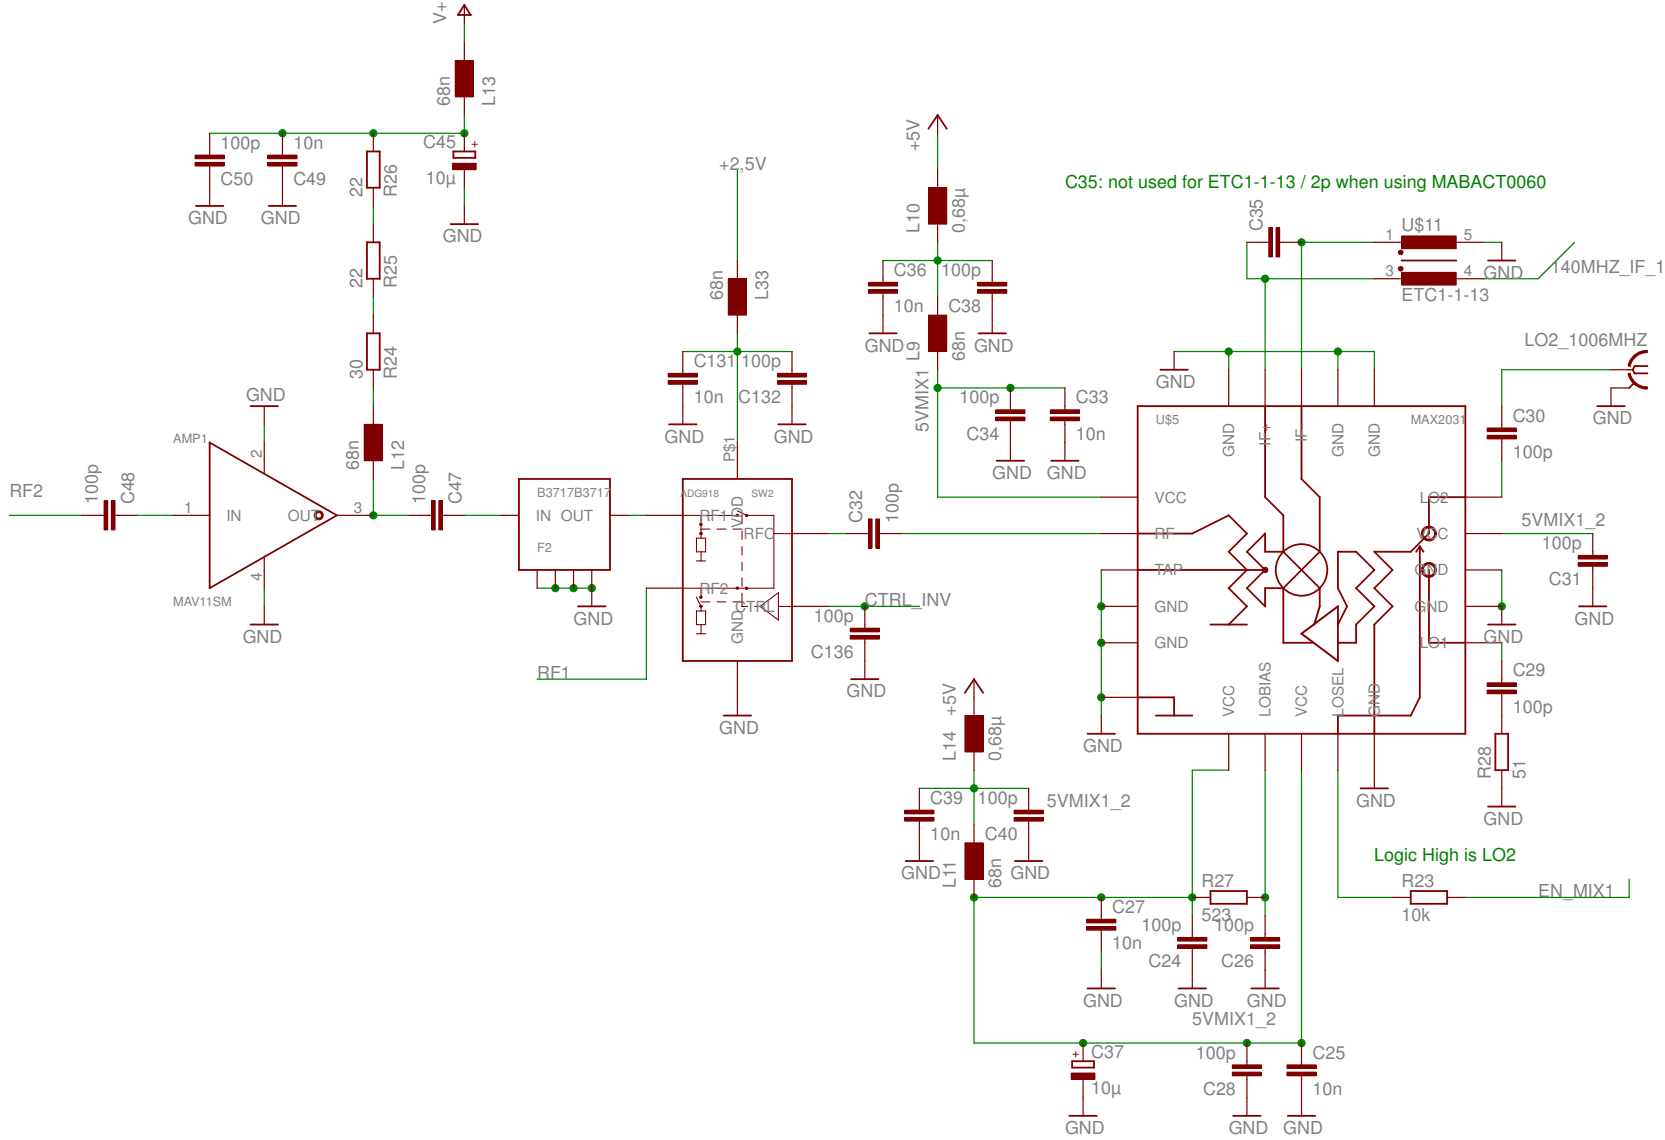 V+
68n
L13
100p
C50
GND
10n
C49
GND
22
R26
C45
+
10µ
GND
22
R25
30
R24
68n
L12
GND
AMP1
2
RF2
100p
C48
1
IN
OUT
3
4
MAV11SM
GND
100p
C47
B3717B3717
IN OUT
F2
GND
RF1
+2,5V
68n
L33
C131
10n
GND
100p
C132
GND
P$1
ADG918
SW2
RF1
VDD
RFC
RF2
CTRL
GND
GND
C32
100p
CTRL_INV
100p
C136
GND
+5V
L10
0,68µ
C36
10n
GND
100p
C38
GND
L9
68n
5VMIX1
100p
C34
GND
C33
10n
GND
C35: not used for ETC1-1-13 / 2p when using MABACT0060
C35
U$11
1
5
3
4
GND
ETC1-1-13
140MHZ_IF_1
LO2_1006MHZ
GND
GND
C30
100p
U$5
MAX2031
GND
IF+
IF-
GND
GND
VCC
RF
TAP
GND
GND
LO2
VCC
GND
GND
LO1
VCC
LOBIAS
VCC
LOSEL
GND
GND
GND
5VMIX1_2
100p
C31
GND
GND
C29
100p
R28
51
GND
+5V
L14
0,68µ
C39
10n
GND
100p
C40
GND
5VMIX1_2
L11
68n
C27
10n
GND
R27
523
100p
C24
GND
100p
C26
GND
5VMIX1_2
+
C37
10µ
GND
100p
C28
GND
C25
10n
GND
Logic High is LO2
R23
10k
EN_MIX1